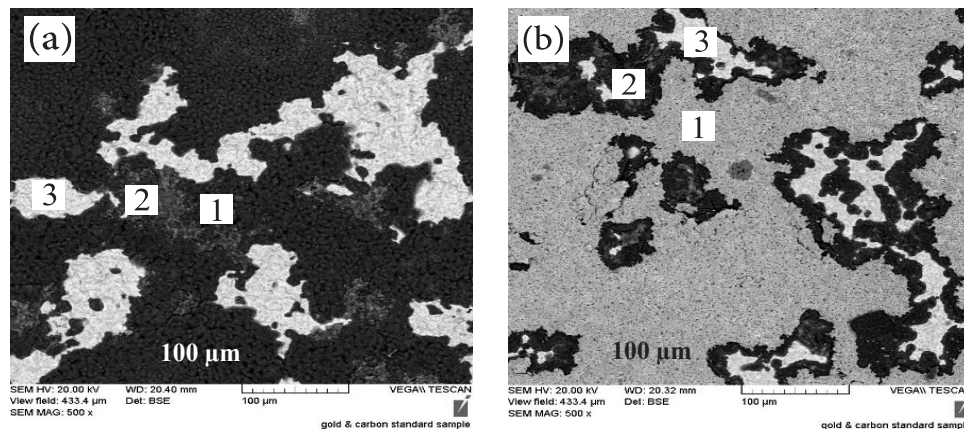 (a)
3
2
1
100 µm
SEM HV: 20.00 kV WD: 20.40 mm
View field: 433.4 µm Det: BSE 100 µm
SEM MAG: 500 x
VEGA\\ TESCAN
gold & carbon standard sample
(b)
3
2
1
100 µm
SEM HV: 20.00 kV WD: 20.32 mm
View field: 433.4 µm Det: BSE 100 µm
SEM MAG: 500 x
VEGA\\ TESCAN
gold & carbon standard sample